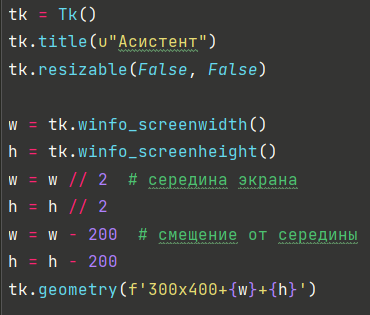 tk = Tk()
tk.title(u"Асистент")
tk.resizable(False, False)
w = tk.winfo_screenwidth()
h = tk.winfo_screenheight()
w = w // 2  # середина экрана
h = h // 2
w = w - 200  # смещение от середины
h = h - 200
tk.geometry(f'300x400+{w}+{h}')